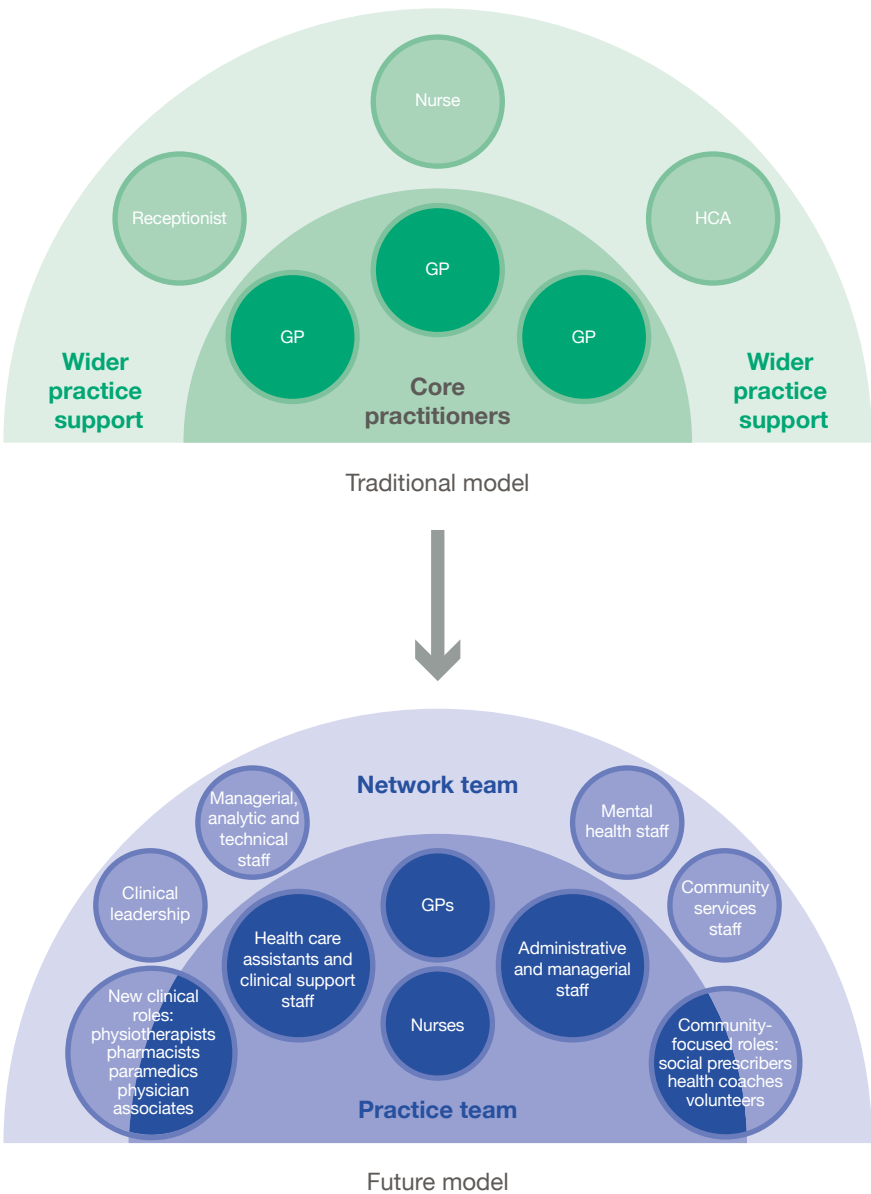 Nurse
Receptionist
HCA
GP
GP
GP
Wider
practice
support
Core
practitioners
Wider
practice
support
Traditional model
Network team
Managerial,
analytic and
technical
staff
Mental
health staff
Clinical
leadership
GPs
Community
services
staff
Health care
assistants and
clinical support
staff
Administrative
and managerial
staff
New clinical
roles:
physiotherapists
pharmacists
paramedics
physician
associates
Nurses
Community-
focused roles:
social prescribers
health coaches
volunteers
Practice team
Future model